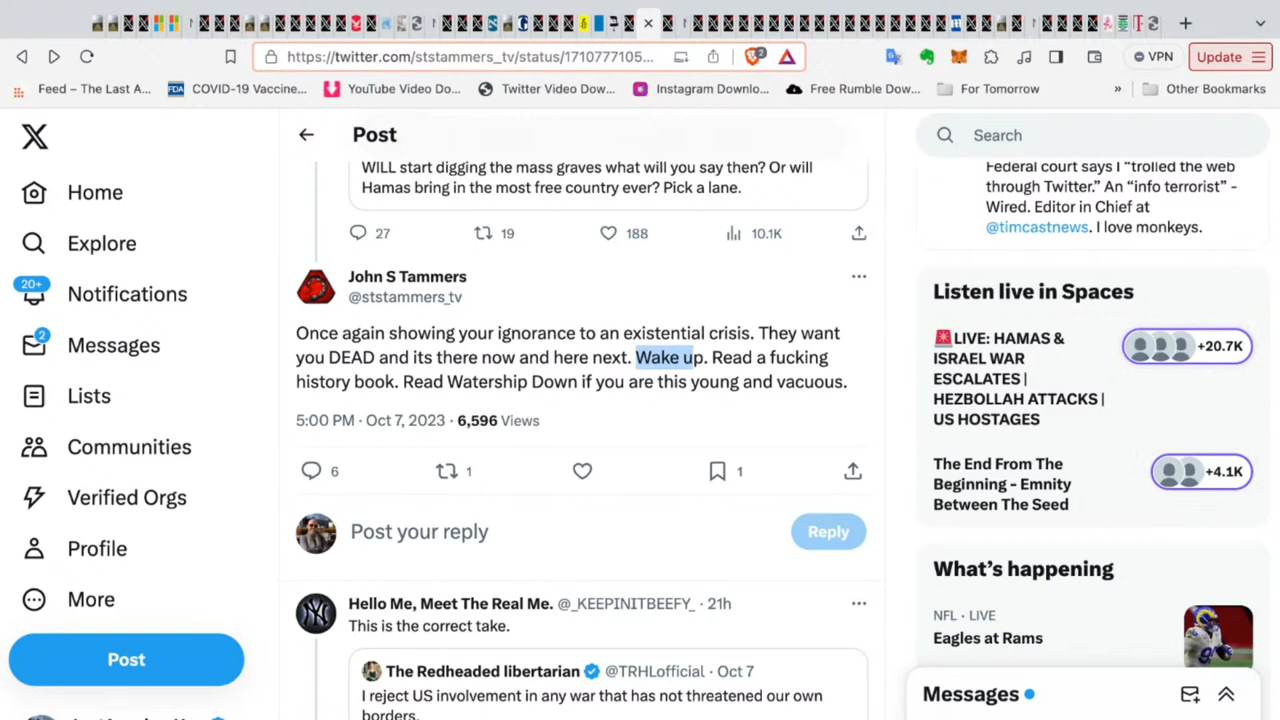 https://twitter.com/ststammers_tv/status/1710777105...
2
VPN
Update
Feed – The Last A...
FDA COVID-19 Vaccine...
YouTube Video Do...
Twitter Video Dow...
Instagram Downlo...
Free Rumble Dow...
For Tomorrow
»
Other Bookmarks
Home
Explore
20+
Notifications
2
Messages
Lists
Communities
Verified Orgs
Profile
More
Post
Post
WILL start digging the mass graves what will you say then? Or will
Hamas bring in the most free country ever? Pick a lane.
27 19 188 10.1K
John S Tammers
@ststammers_tv
Once again showing your ignorance to an existential crisis. They want
you DEAD and its there now and here next. Wake up. Read a fucking
history book. Read Watership Down if you are this young and vacuous.
5:00 PM · Oct 7, 2023 · 6,596 Views
6 1 1
Post your reply
Reply
Hello Me, Meet The Real Me. @_KEEPINITBEEFY_ · 21h
This is the correct take.
The Redheaded libertarian @TRHLofficial · Oct 7
I reject US involvement in any war that has not threatened our own
borders.
Search
Federal court says I “trolled the web
through Twitter.” An “info terrorist” -
Wired. Editor in Chief at
@timcastnews. I love monkeys.
Listen live in Spaces
LIVE: HAMAS &
ISRAEL WAR
ESCALATES |
HEZBOLLAH ATTACKS |
US HOSTAGES
+20.7K
The End From The
Beginning - Emnity
Between The Seed
+4.1K
What’s happening
NFL · LIVE
Eagles at Rams
Messages